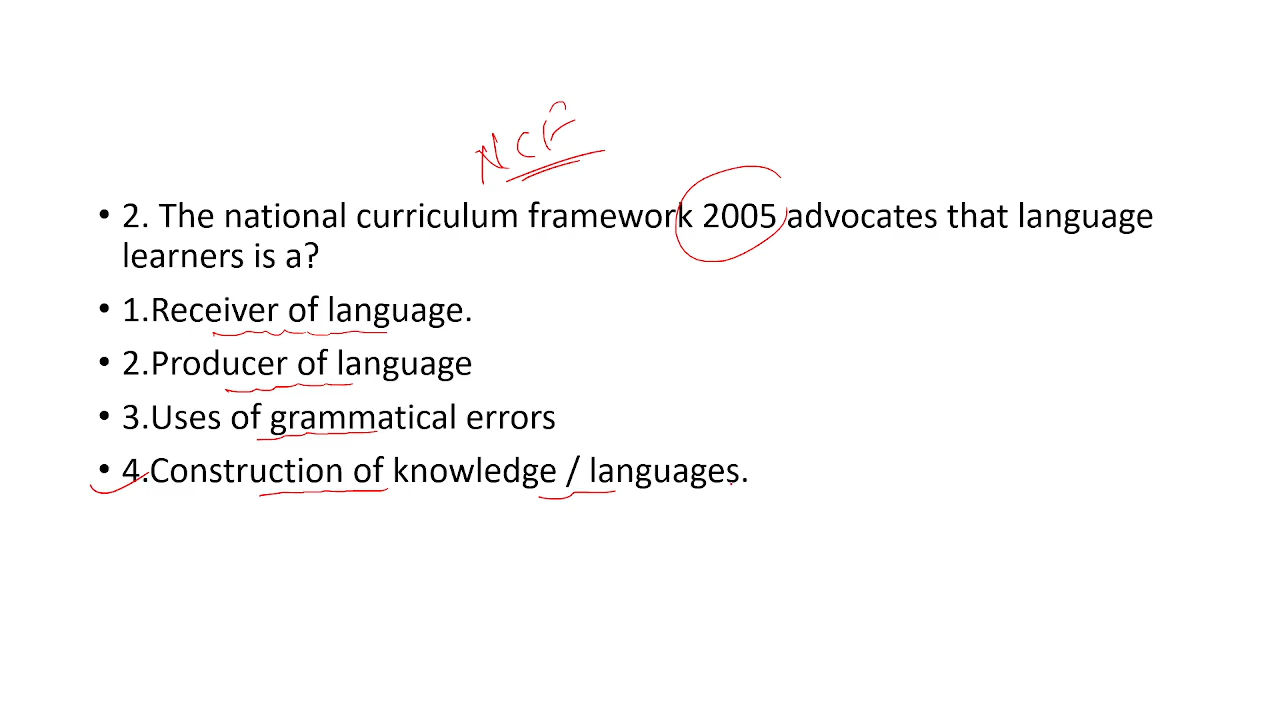 NCF
• 2. The national curriculum framework 2005 advocates that language
learners is a?
• 1.Receiver of language.
• 2.Producer of language
• 3.Uses of grammatical errors
• 4.Construction of knowledge / languages.